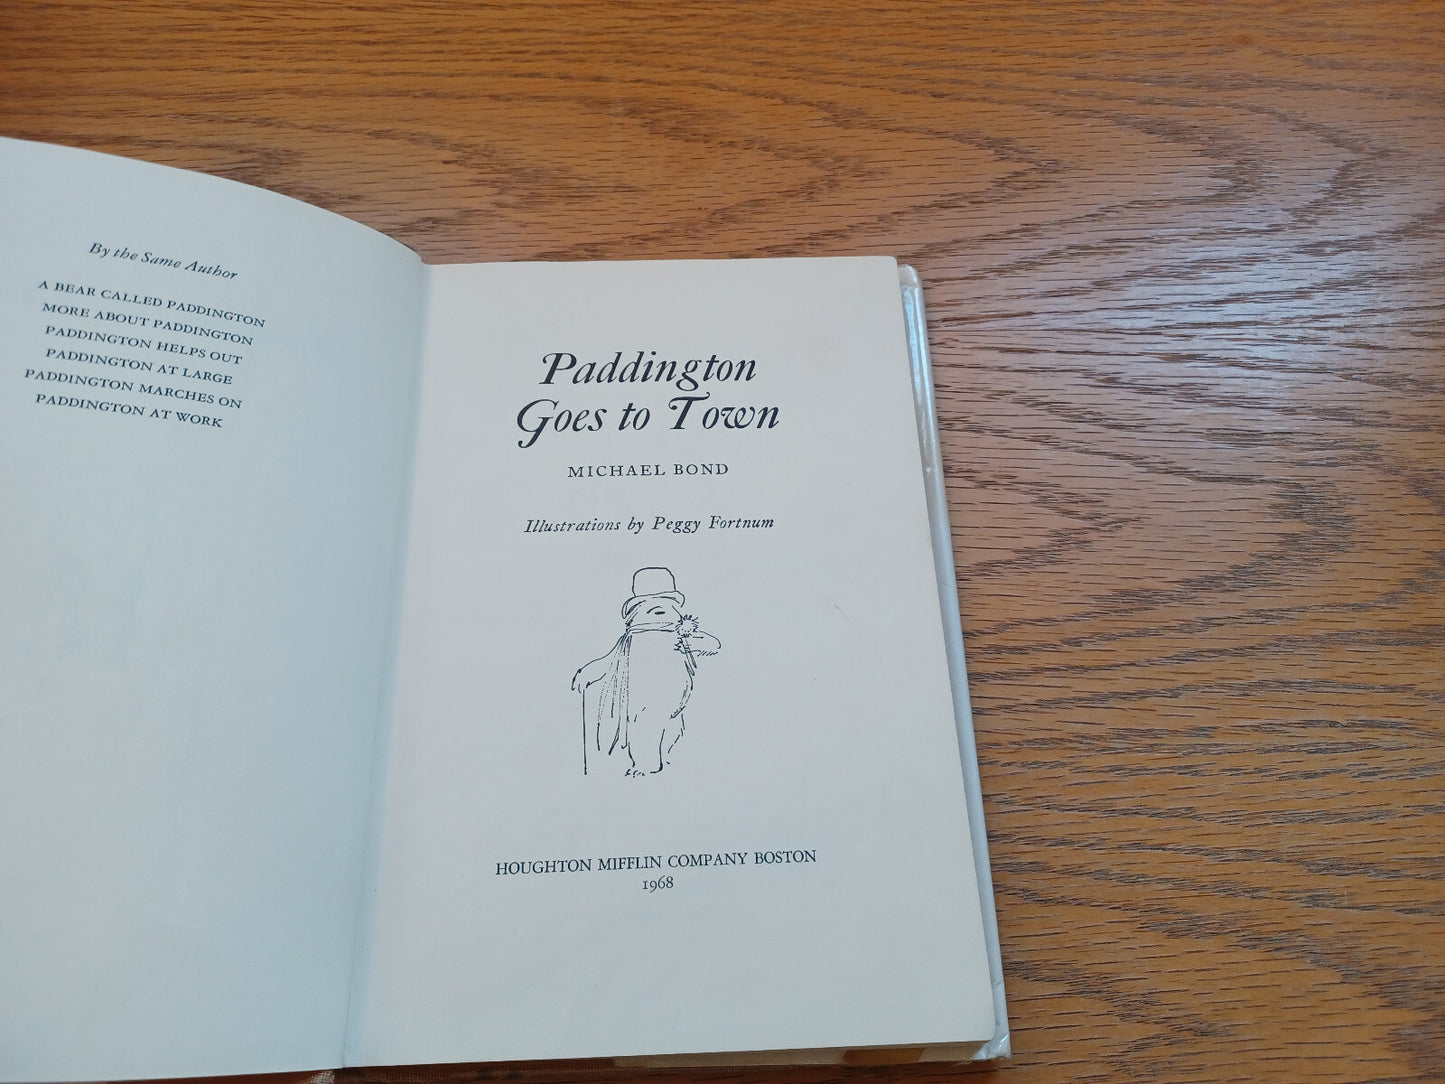 By the Same Author
A BEAR CALLED PADDINGTON
MORE ABOUT PADDINGTON
PADDINGTON HELPS OUT
PADDINGTON AT LARGE
PADDINGTON MARCHES ON
PADDINGTON AT WORK
Paddington
Goes to Town
MICHAEL BOND
Illustrations by Peggy Fortnum
HOUGHTON MIFFLIN COMPANY BOSTON
1968